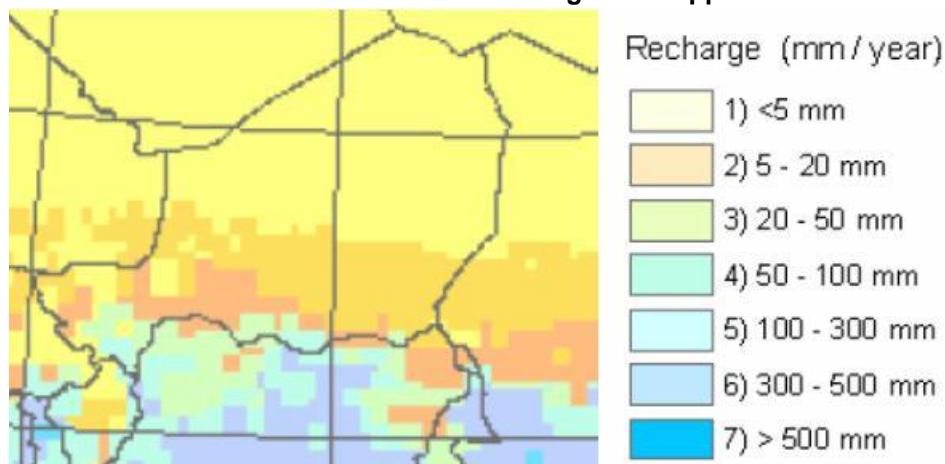 Recharge (mm / year)
1) <5 mm
2) 5 - 20 mm
3) 20 - 50 mm
4) 50 - 100 mm
5) 100 - 300 mm
6) 300 - 500 mm
7) > 500 mm